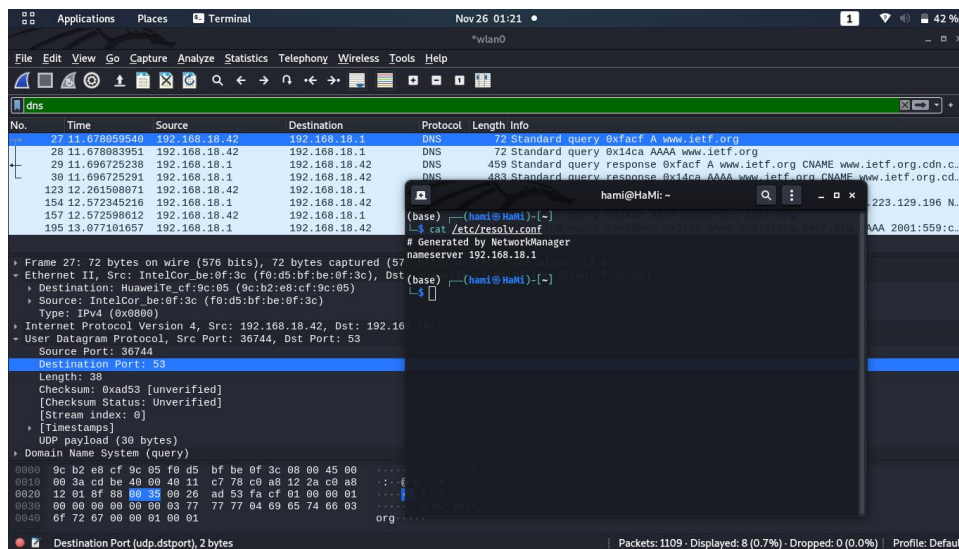 Applications Places Terminal Nov 26 01:21 1 42 %
*wlan0
File Edit View Go Capture Analyze Statistics Telephony Wireless Tools Help
dns
No. Time Source Destination Protocol Length Info
27 11.678059540 192.168.18.42 192.168.18.1 DNS 72 Standard query 0xfacf A www.ietf.org
28 11.678083951 192.168.18.42 192.168.18.1 DNS 72 Standard query 0x14ca AAAA www.ietf.org
29 11.696725238 192.168.18.1 192.168.18.42 DNS 459 Standard query response 0xfacf A www.ietf.org CNAME www.ietf.org.cdn.c…
30 11.696725291 192.168.18.1 192.168.18.42 DNS 483 Standard query response 0x14ca AAAA www.ietf.org CNAME www.ietf.org.cd…
123 12.261508071 192.168.18.42 192.168.18.1
154 12.572345216 192.168.18.1 192.168.18.42 .223.129.196 N…
157 12.572598612 192.168.18.42 192.168.18.1
195 13.077101657 192.168.18.1 192.168.18.42 AAA 2001:559:c…
hami@HaMi: ~
(base) (hami㉿HaMi)-[~]
$ cat /etc/resolv.conf
# Generated by NetworkManager
nameserver 192.168.18.1
(base) (hami㉿HaMi)-[~]
$
Frame 27: 72 bytes on wire (576 bits), 72 bytes captured (57
Ethernet II, Src: IntelCor_be:0f:3c (f0:d5:bf:be:0f:3c), Dst
Destination: HuaweiTe_cf:9c:05 (9c:b2:e8:cf:9c:05)
Source: IntelCor_be:0f:3c (f0:d5:bf:be:0f:3c)
Type: IPv4 (0x0800)
Internet Protocol Version 4, Src: 192.168.18.42, Dst: 192.16
User Datagram Protocol, Src Port: 36744, Dst Port: 53
Source Port: 36744
Destination Port: 53
Length: 38
Checksum: 0xad53 [unverified]
[Checksum Status: Unverified]
[Stream index: 0]
[Timestamps]
UDP payload (30 bytes)
Domain Name System (query)
0000 9c b2 e8 cf 9c 05 f0 d5 bf be 0f 3c 08 00 45 00
0010 00 3a cd be 40 00 40 11 c7 78 c0 a8 12 2a c0 a8 ·:··@
0020 12 01 8f 88 00 35 00 26 ad 53 fa cf 01 00 00 01
0030 00 00 00 00 00 00 03 77 77 77 04 69 65 74 66 03
0040 6f 72 67 00 00 01 00 01 org·····
Destination Port (udp.dstport), 2 bytes Packets: 1109 · Displayed: 8 (0.7%) · Dropped: 0 (0.0%) Profile: Defaul